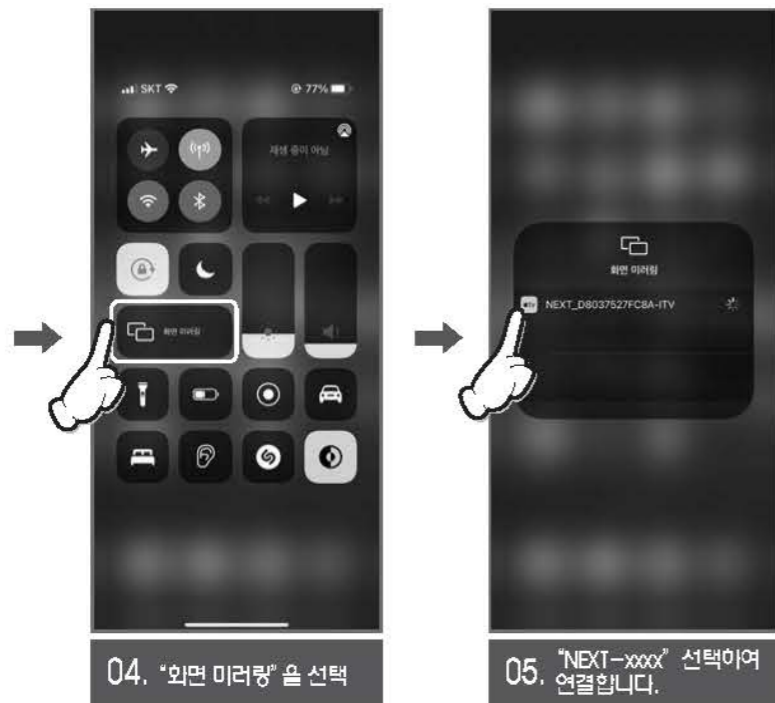 SKT
77%
재생 중이 아님
화면 미러링
04. "화면 미러링" 을 선택
화면 미러링
NEXT_D8037527FC8A-ITV
05. "NEXT-xxxx" 선택하여
연결합니다.